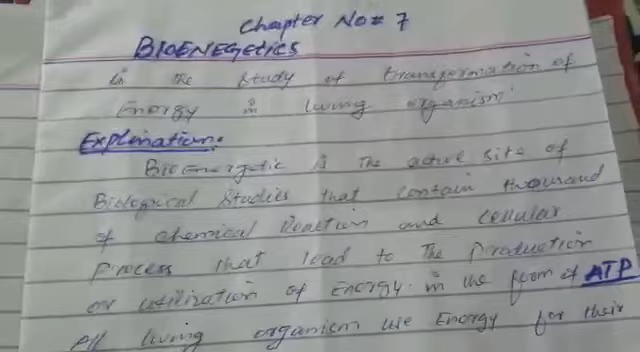 Chapter No # 7
BIOENEGEtics
is the study of transformation of
Energy in living organism.
Explination:
Bioenergetic is the active site of
Biological studies that contain thousand
of chemical Reaction and cellular
process that lead to The production
or utilization of Energy in the form of ATP
All living organism use Energy for their